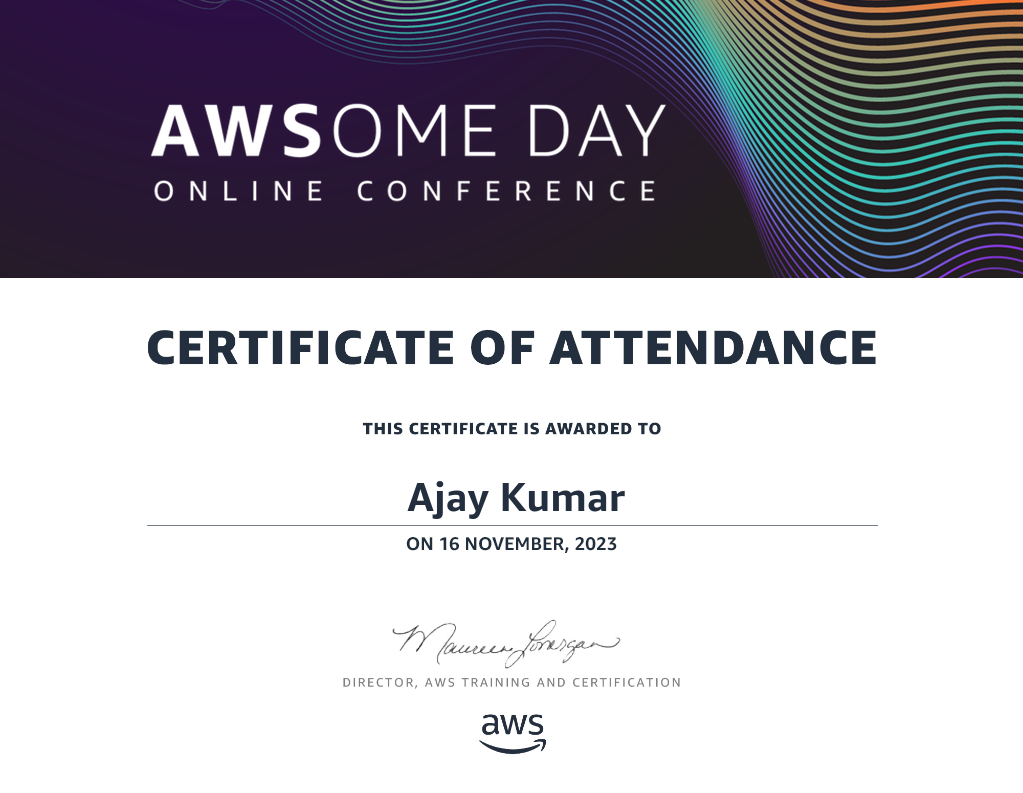 AWSOME DAY
ONLINE CONFERENCE
CERTIFICATE OF ATTENDANCE
THIS CERTIFICATE IS AWARDED TO
Ajay Kumar
ON 16 NOVEMBER, 2023
Maureen Lonergan
DIRECTOR, AWS TRAINING AND CERTIFICATION
aws